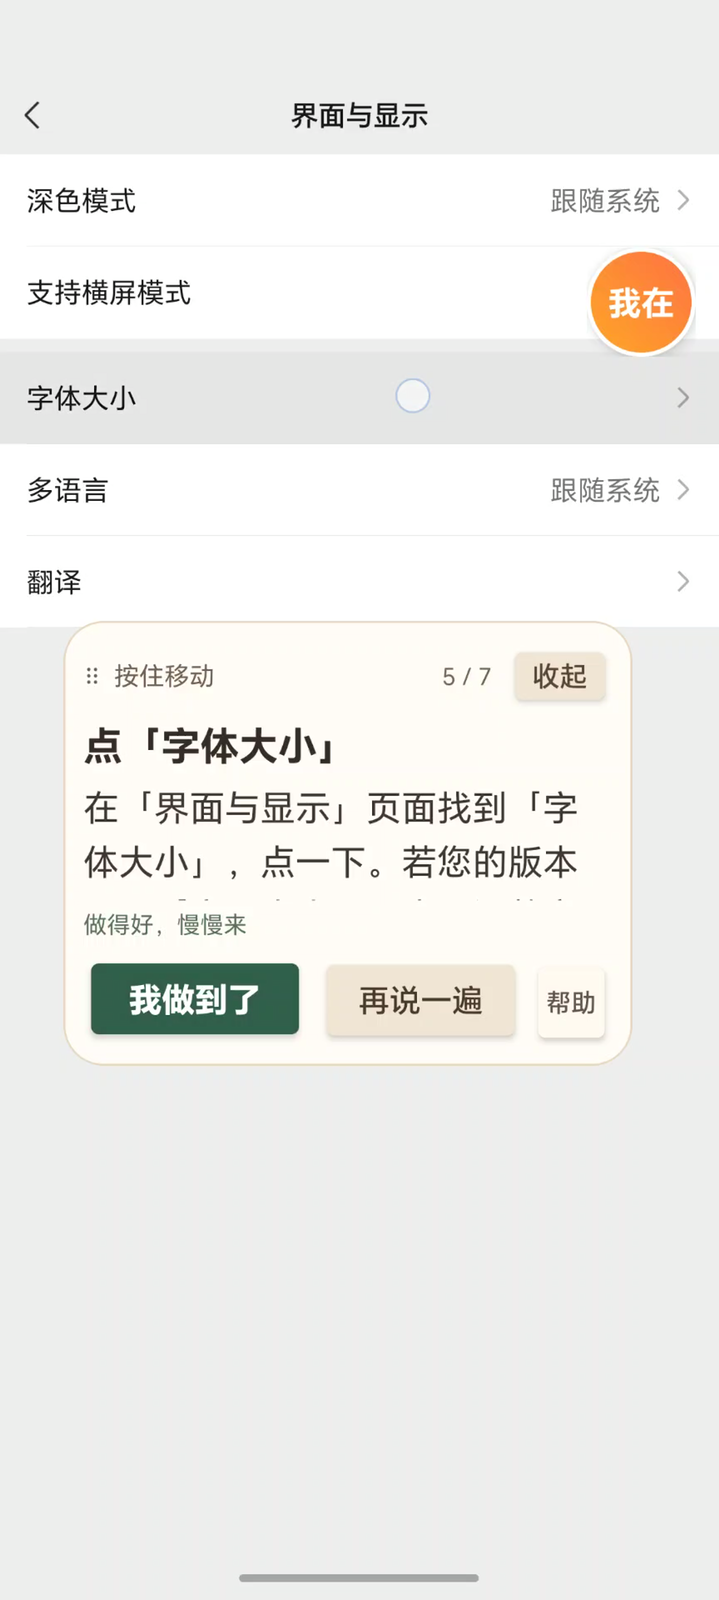 界面与显示
深色模式 跟随系统
支持横屏模式
我在
字体大小
多语言 跟随系统
翻译
按住移动 5 / 7 收起
点「字体大小」
在「界面与显示」页面找到「字
体大小」，点一下。若您的版本
做得好，慢慢来
我做到了 再说一遍 帮助